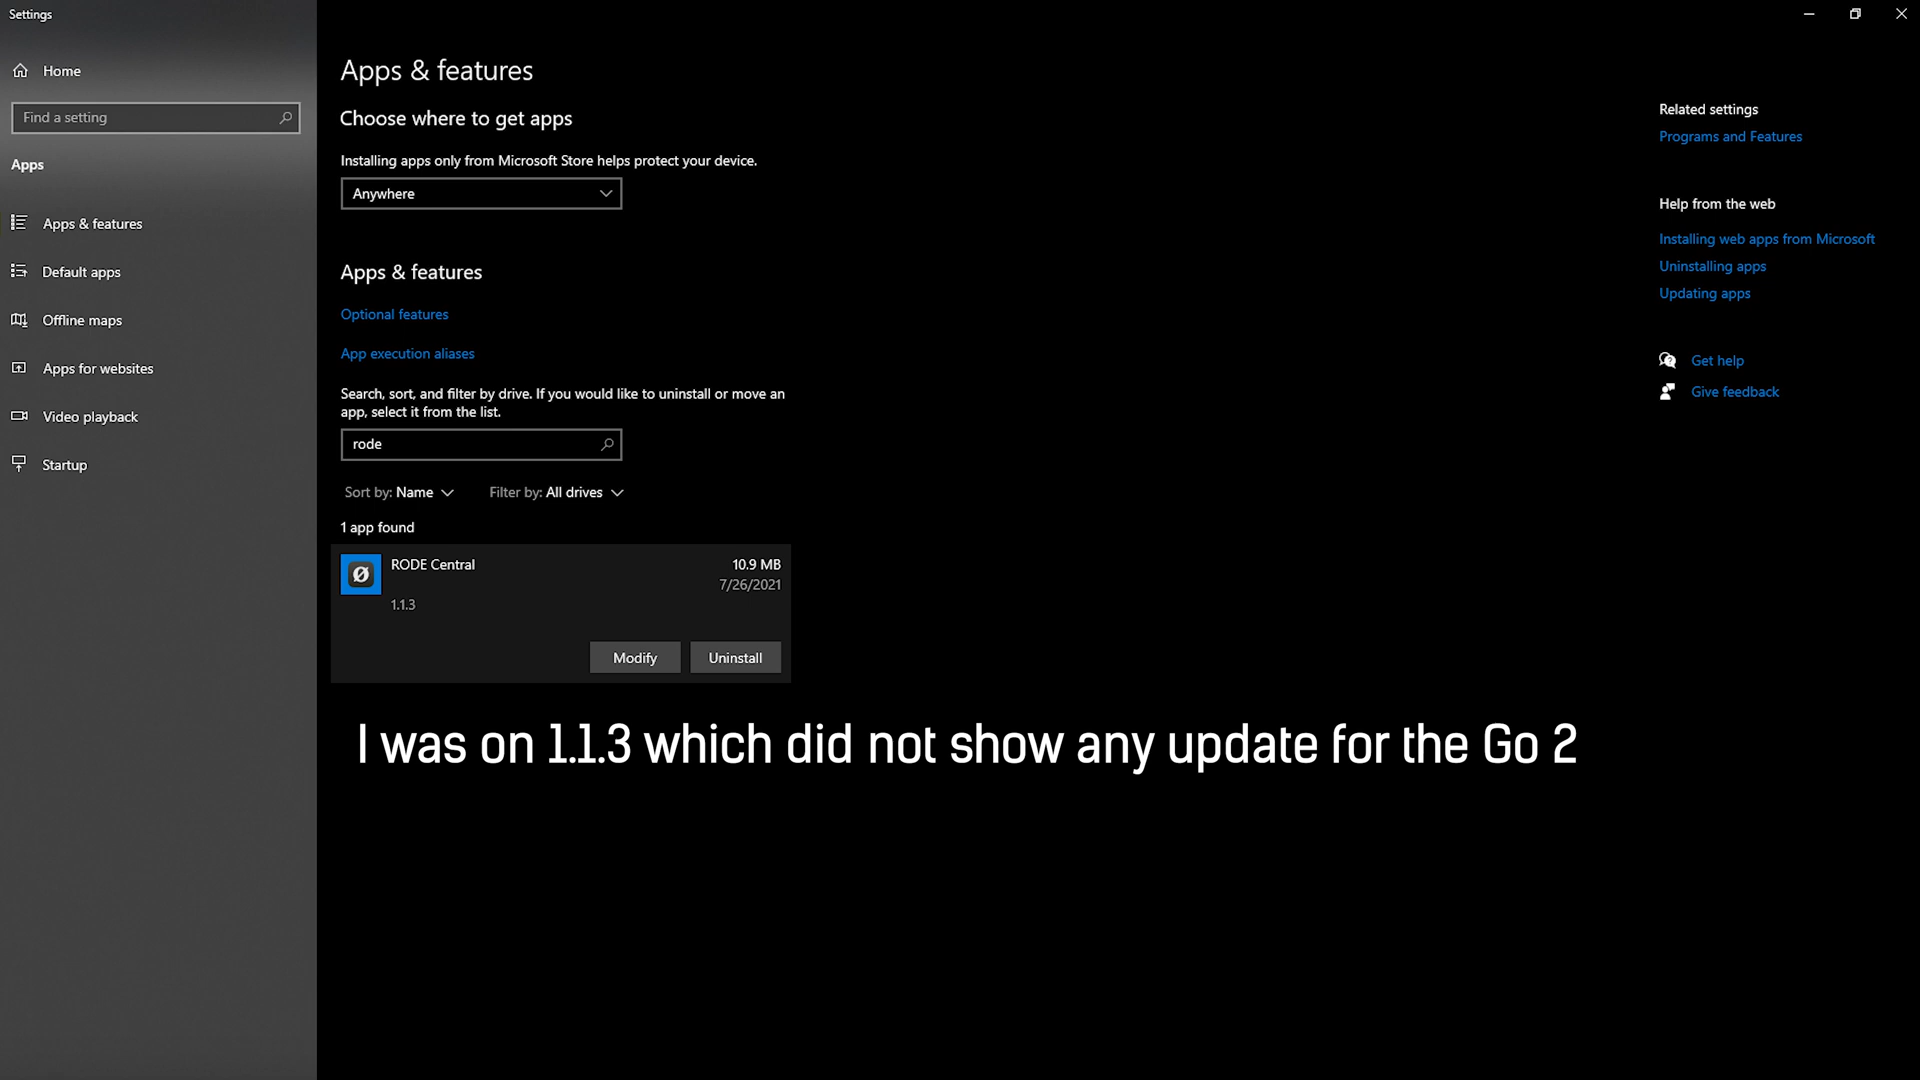 Settings
Home
Find a setting
Apps
Apps & features
Default apps
Offline maps
Apps for websites
Video playback
Startup
Apps & features
Choose where to get apps
Installing apps only from Microsoft Store helps protect your device.
Anywhere
Apps & features
Optional features
App execution aliases
Search, sort, and filter by drive. If you would like to uninstall or move an
app, select it from the list.
rode
Sort by: Name
Filter by: All drives
1 app found
RODE Central
10.9 MB
7/26/2021
1.1.3
Modify
Uninstall
I was on 1.1.3 which did not show any update for the Go 2
Related settings
Programs and Features
Help from the web
Installing web apps from Microsoft
Uninstalling apps
Updating apps
Get help
Give feedback